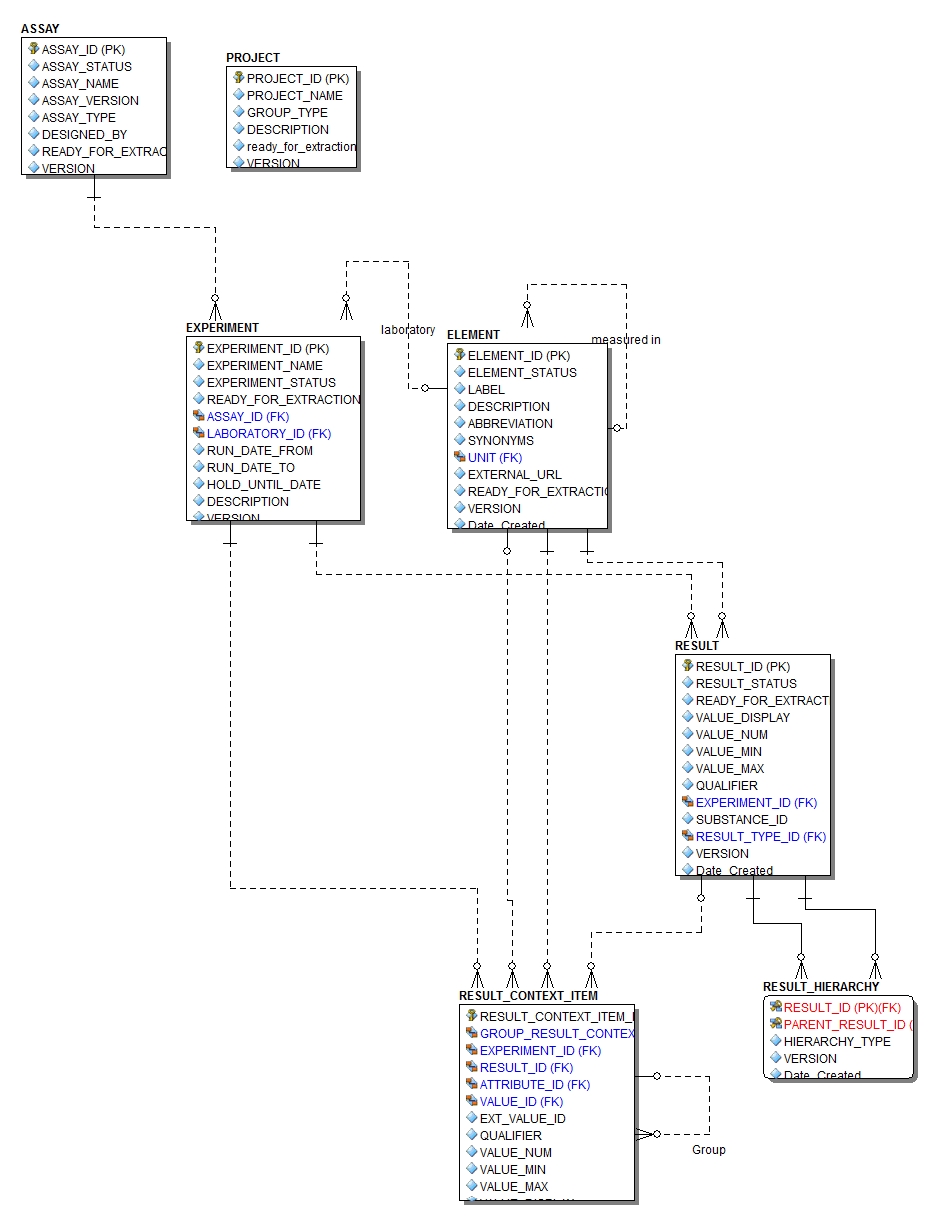 ASSAY
ASSAY_ID (PK)
ASSAY_STATUS
ASSAY_NAME
ASSAY_VERSION
ASSAY_TYPE
DESIGNED_BY
READY_FOR_EXTRAC
VERSION
PROJECT
PROJECT_ID (PK)
PROJECT_NAME
GROUP_TYPE
DESCRIPTION
ready_for_extraction
VERSION
EXPERIMENT
EXPERIMENT_ID (PK)
EXPERIMENT_NAME
EXPERIMENT_STATUS
READY_FOR_EXTRACTION
ASSAY_ID (FK)
LABORATORY_ID (FK)
RUN_DATE_FROM
RUN_DATE_TO
HOLD_UNTIL_DATE
DESCRIPTION
VERSION
laboratory
ELEMENT
measured in
ELEMENT_ID (PK)
ELEMENT_STATUS
LABEL
DESCRIPTION
ABBREVIATION
SYNONYMS
UNIT (FK)
EXTERNAL_URL
READY_FOR_EXTRACTI
VERSION
Date_Created
RESULT
RESULT_ID (PK)
RESULT_STATUS
READY_FOR_EXTRACT
VALUE_DISPLAY
VALUE_NUM
VALUE_MIN
VALUE_MAX
QUALIFIER
EXPERIMENT_ID (FK)
SUBSTANCE_ID
RESULT_TYPE_ID (FK)
VERSION
Date_Created
RESULT_HIERARCHY
RESULT_ID (PK)(FK)
PARENT_RESULT_ID (
HIERARCHY_TYPE
VERSION
Date_Created
RESULT_CONTEXT_ITEM
RESULT_CONTEXT_ITEM_I
GROUP_RESULT_CONTEX
EXPERIMENT_ID (FK)
RESULT_ID (FK)
ATTRIBUTE_ID (FK)
VALUE_ID (FK)
EXT_VALUE_ID
QUALIFIER
VALUE_NUM
VALUE_MIN
VALUE_MAX
Group